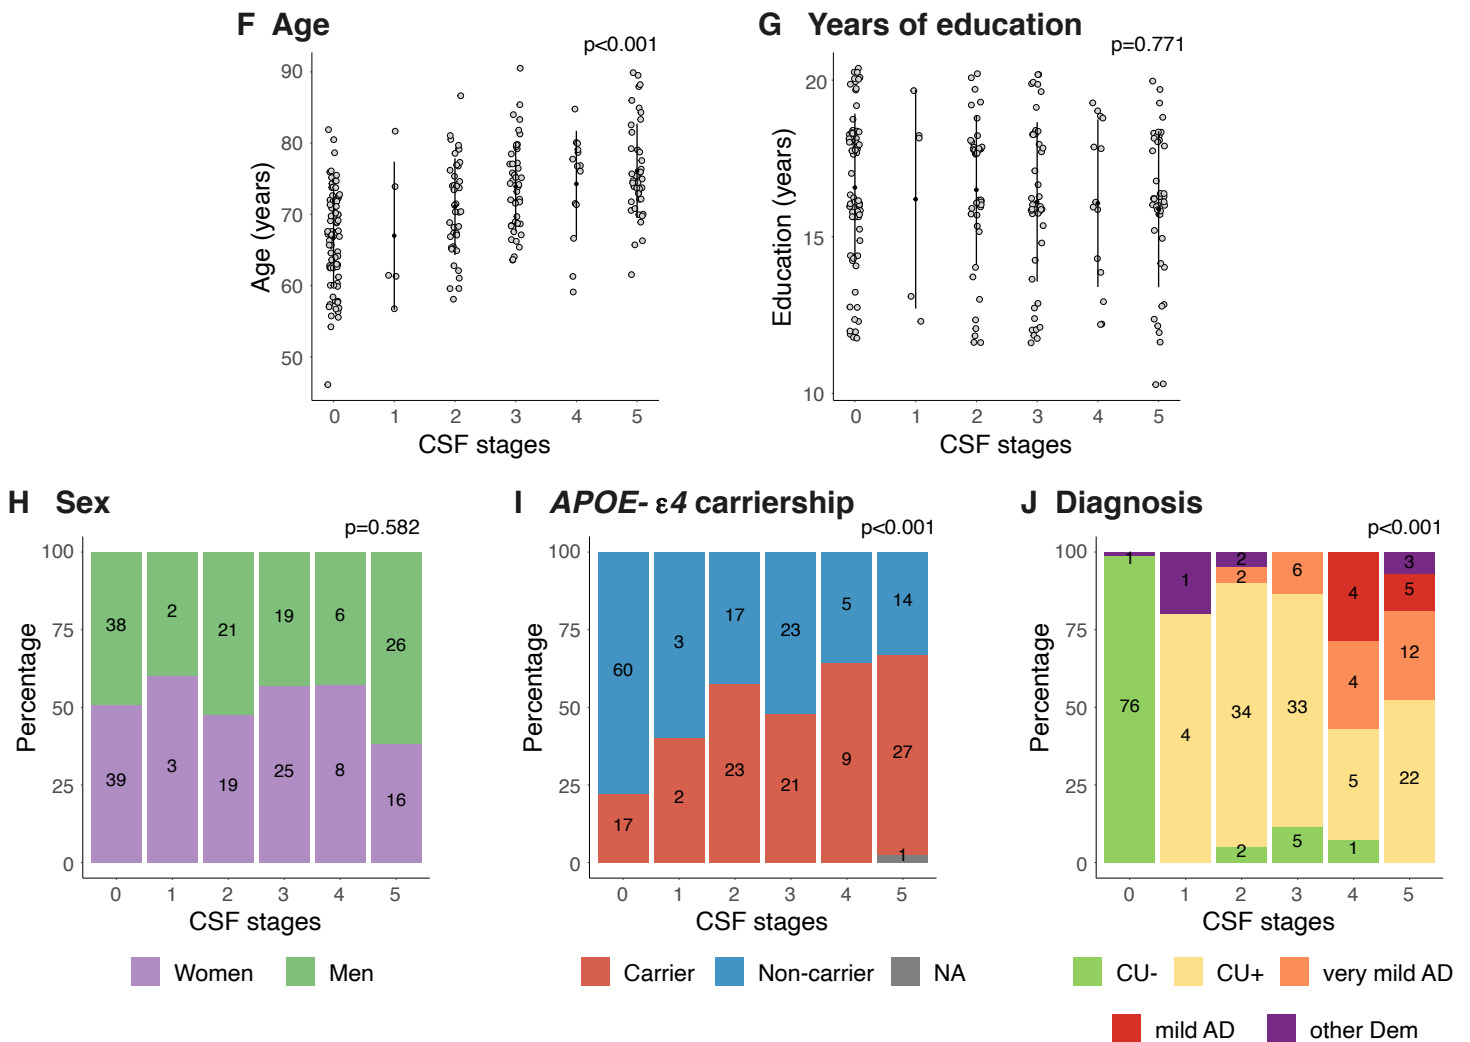 F Age
p<0.001
90
80
70
60
50
Age (years)
0 1 2 3 4 5
CSF stages
G Years of education
p=0.771
20
15
10
Education (years)
0 1 2 3 4 5
CSF stages
H Sex
p=0.582
100
75
50
25
0
Percentage
38 2 21 19 6 26
39 3 19 25 8 16
0 1 2 3 4 5
CSF stages
Women Men
I APOE- ε4 carriership
p<0.001
100
75
50
25
0
Percentage
60 3 17 23 5 14
17 2 23 21 9 27
1
0 1 2 3 4 5
CSF stages
Carrier Non-carrier NA
J Diagnosis
p<0.001
100
75
50
25
0
Percentage
1 1 2 2 6 4 3 5
76 4 34 33 4 12
2 5 5 1 22
0 1 2 3 4 5
CSF stages
CU- CU+ very mild AD
mild AD other Dem